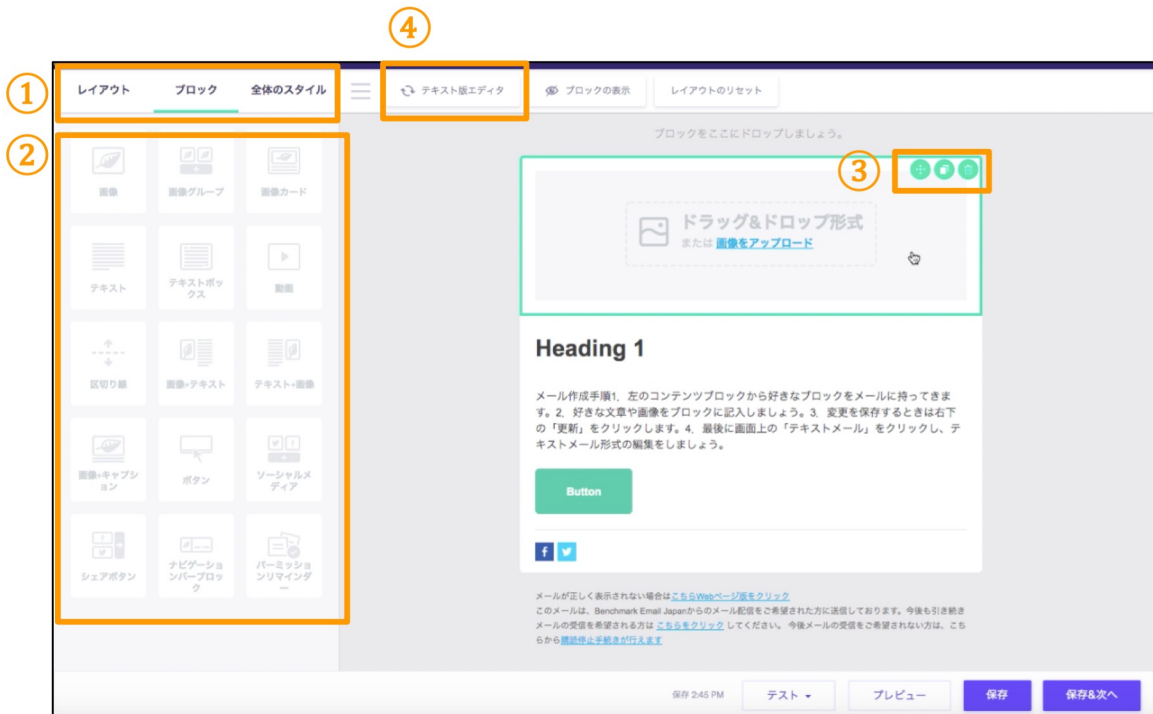 ④
①
レイアウト ブロック 全体のスタイル
テキスト版エディタ ブロックの表示 レイアウトのリセット
②
画像 画像グループ 画像カード
テキスト テキストボッ
クス 動画
区切り線 画像+テキスト テキスト+画像
画像+キャプシ
ョン ボタン ソーシャルメ
ディア
シェアボタン ナビゲーショ
ンバーブロッ
ク パーミッショ
ンリマインダ
ー
ブロックをここにドロップしましょう。
③
ドラッグ&ドロップ形式
または 画像をアップロード
Heading 1
メール作成手順1、左のコンテンツブロックから好きなブロックをメールに持ってきま
す。2、好きな文章や画像をブロックに記入しましょう。3、変更を保存するときは右下
の「更新」をクリックします。4、最後に画面上の「テキストメール」をクリックし、テ
キストメール形式の編集をしましょう。
Button
メールが正しく表示されない場合はこちらWebページ版をクリック
このメールは、Benchmark Email Japanからのメール配信をご希望された方に送信しております。今後も引き続き
メールの受信を希望される方は こちらをクリック してください。 今後メールの受信をご希望されない方は、こち
らから購読停止手続きが行えます
保存 2:45 PM テスト プレビュー 保存 保存&次へ